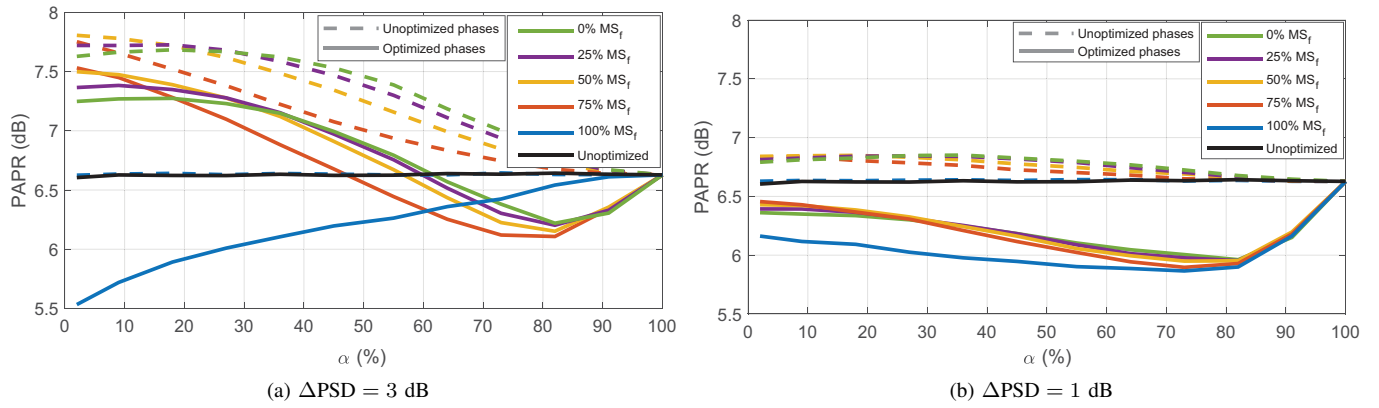 8
7.5
7
6.5
6
5.5
PAPR (dB)
0 10 20 30 40 50 60 70 80 90 100
α (%)
Unoptimized phases
Optimized phases
0% MSf
25% MSf
50% MSf
75% MSf
100% MSf
Unoptimized
(a) ΔPSD = 3 dB
8
7.5
7
6.5
6
5.5
PAPR (dB)
0 10 20 30 40 50 60 70 80 90 100
α (%)
Unoptimized phases
Optimized phases
0% MSf
25% MSf
50% MSf
75% MSf
100% MSf
Unoptimized
(b) ΔPSD = 1 dB